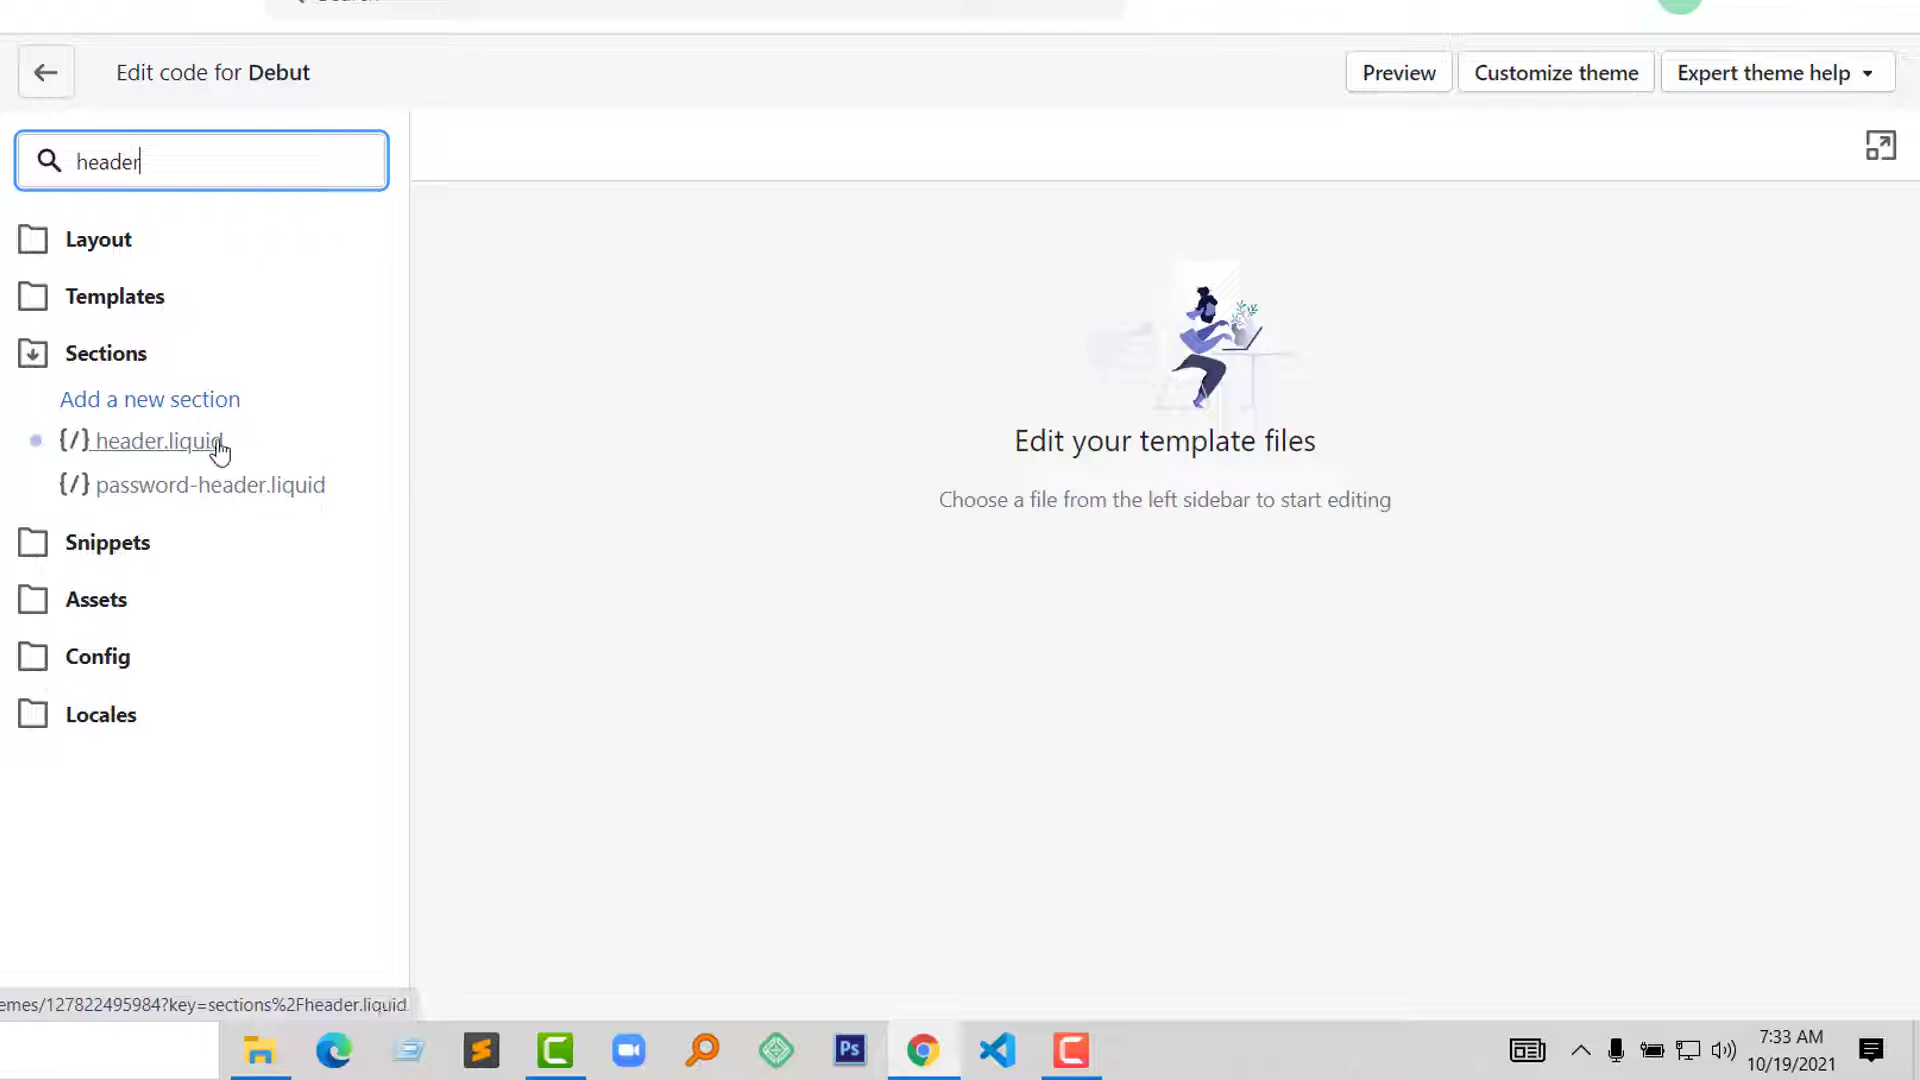 Edit code for Debut
Preview
Customize theme
Expert theme help
header
Layout
Templates
Sections
Add a new section
{/} header.liquid
{/} password-header.liquid
Snippets
Assets
Config
Locales
Edit your template files
Choose a file from the left sidebar to start editing
emes/127822495984?key=sections%2Fheader.liquid
Ps
7:33 AM
10/19/2021